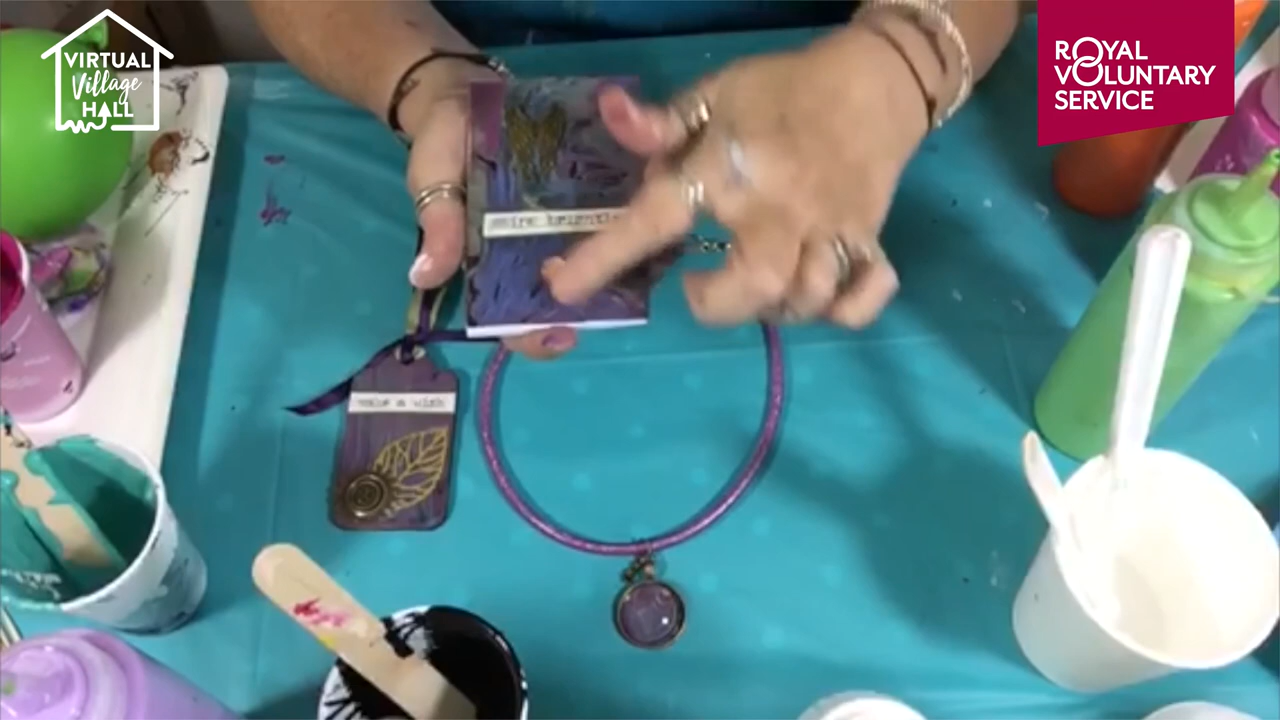 VIRTUAL
Village
HALL
ROYAL
VOLUNTARY
SERVICE
make a wish